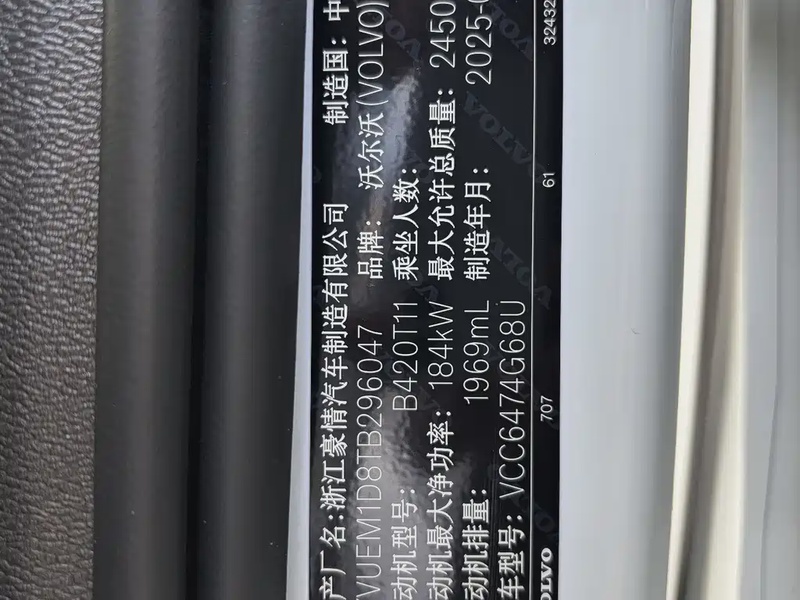 产厂名:浙江豪情汽车制造有限公司 制造国: 中
VUEM1D8TB296047 品牌: 沃尔沃(VOLVO)
动机型号: B420T11 乘坐人数:
动机最大净功率: 184kW 最大允许总质量: 2450
动机排量: 1969mL 制造年月: 2025-
车型号: VCC6474G68U
VOLVO 707 61 32432